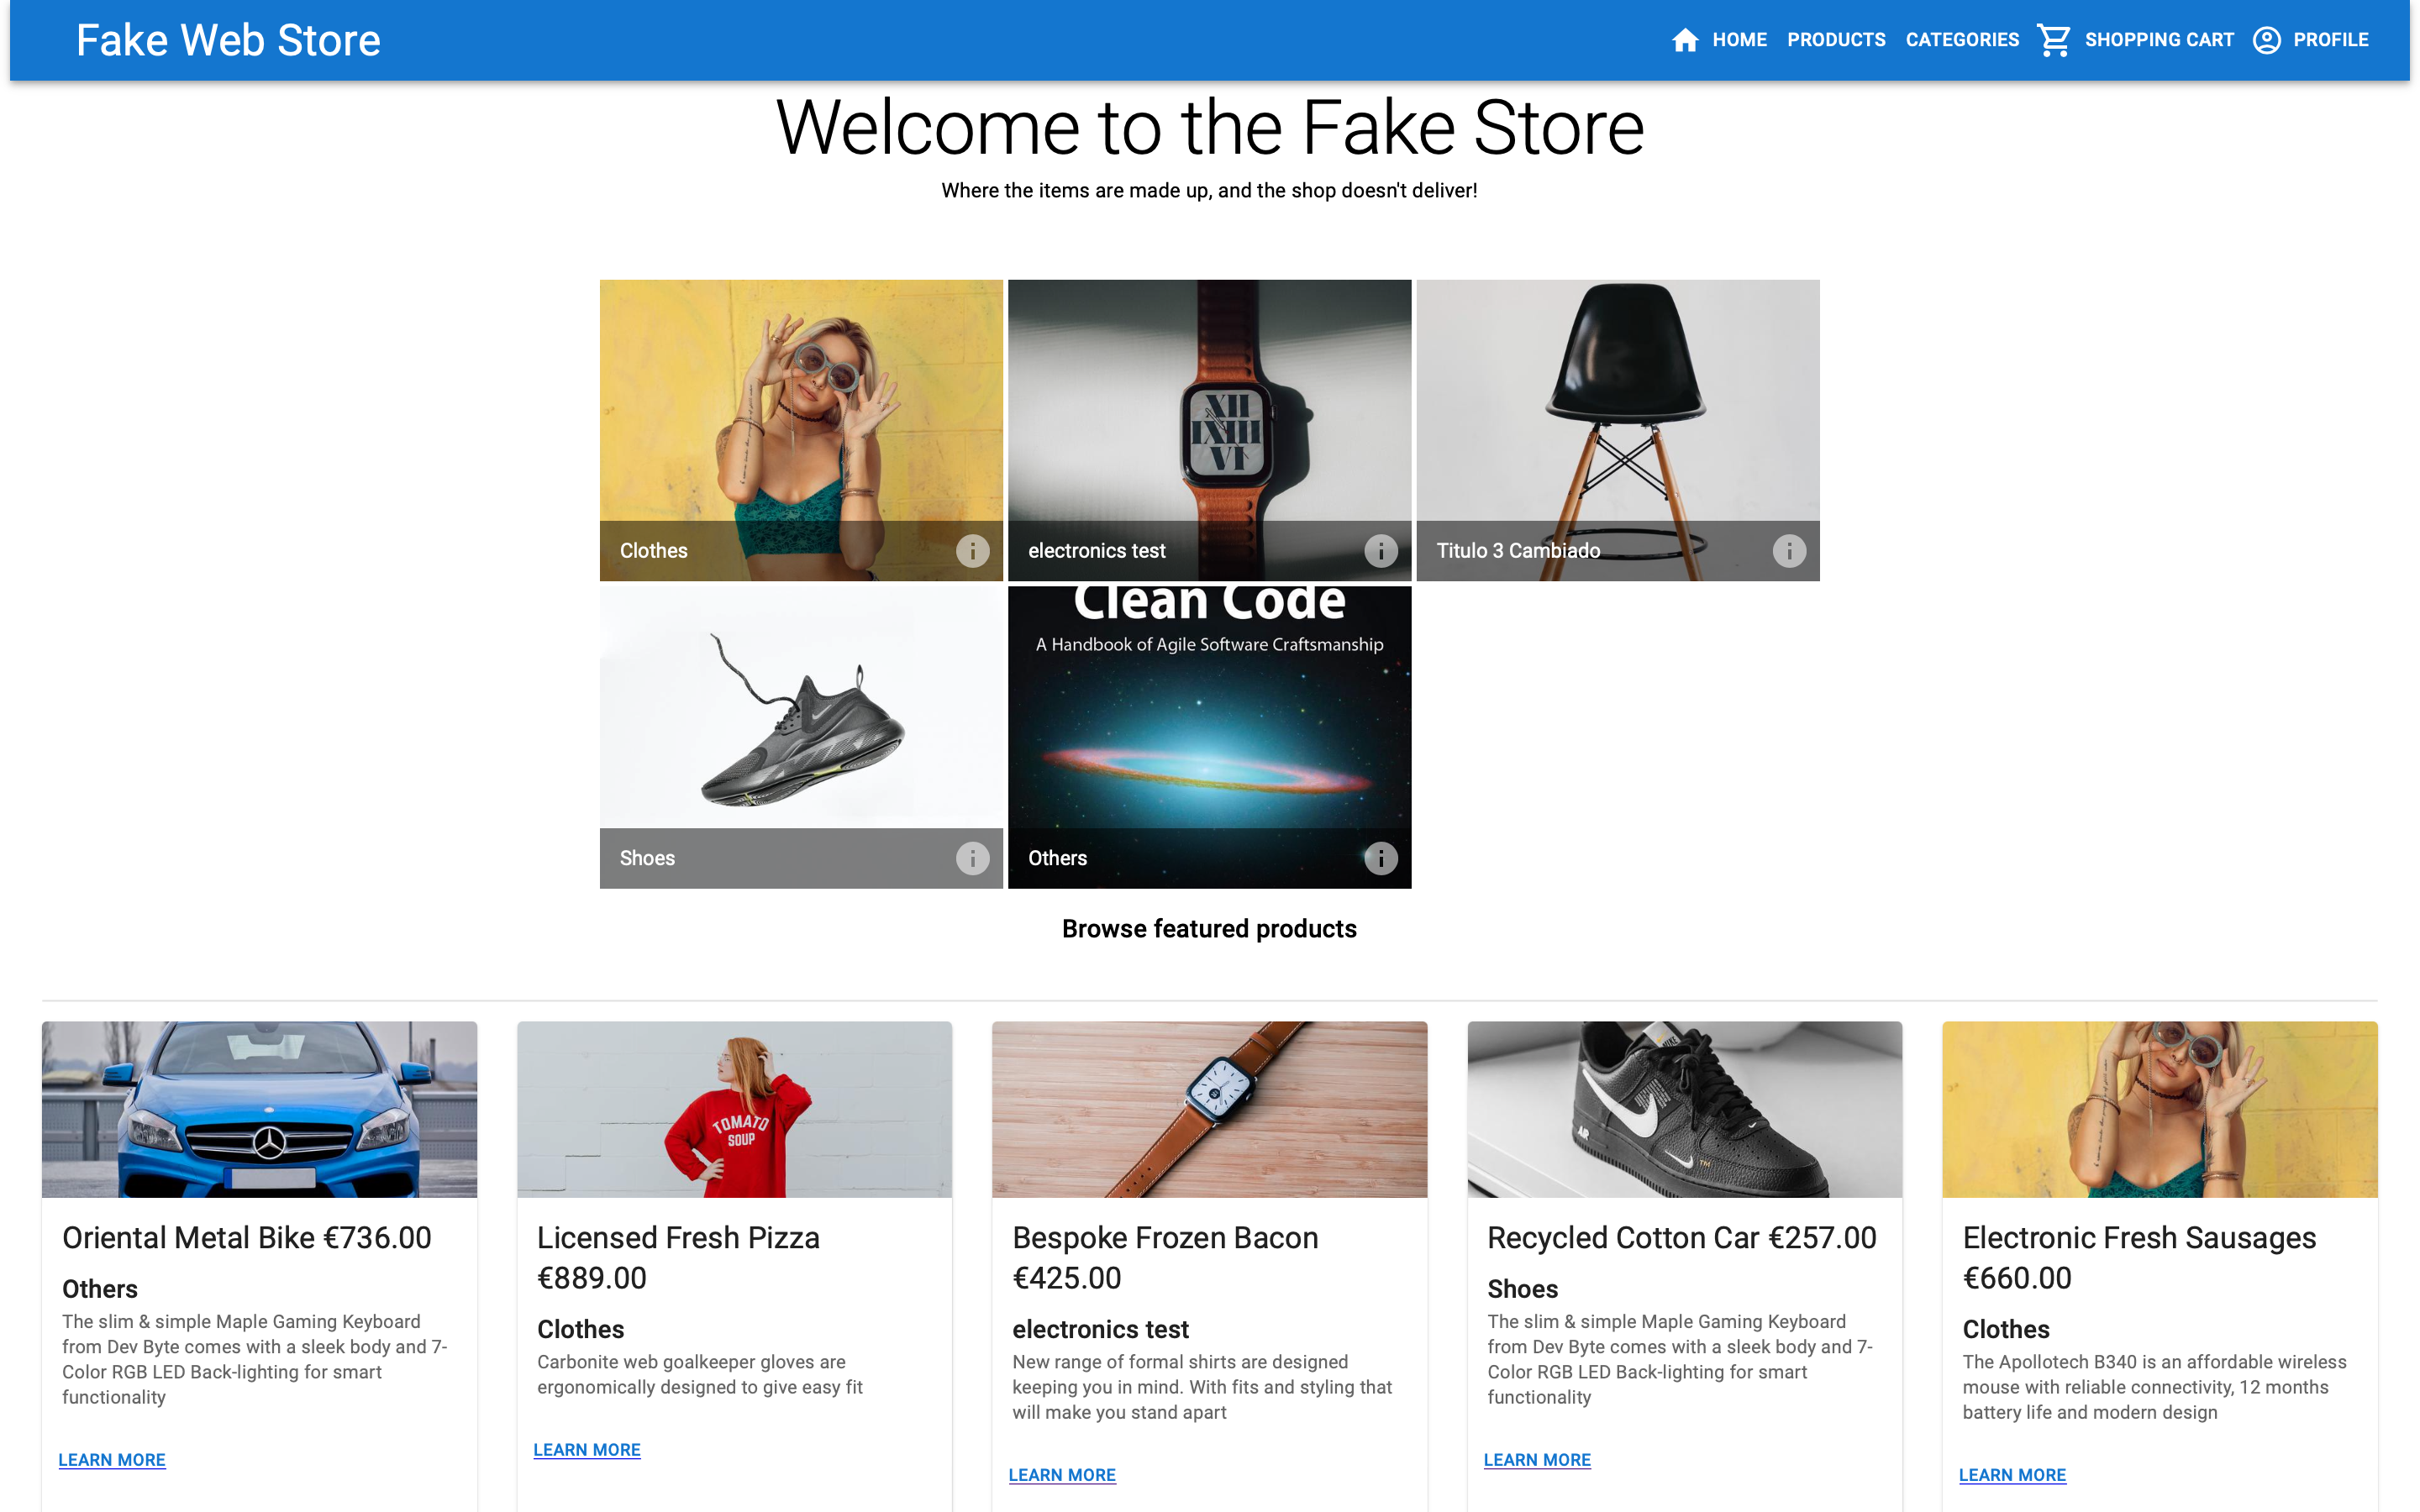 Fake Web Store
HOME PRODUCTS CATEGORIES SHOPPING CART PROFILE
Welcome to the Fake Store
Where the items are made up, and the shop doesn't deliver!
XII
IX III
VI
Clothes
electronics test
Titulo 3 Cambiado
Clean Code
A Handbook of Agile Software Craftsmanship
Shoes
Others
Browse featured products
TOMATO
SOUP
AIR
Oriental Metal Bike €736.00
Others
The slim & simple Maple Gaming Keyboard
from Dev Byte comes with a sleek body and 7-
Color RGB LED Back-lighting for smart
functionality
LEARN MORE
Licensed Fresh Pizza
€889.00
Clothes
Carbonite web goalkeeper gloves are
ergonomically designed to give easy fit
LEARN MORE
Bespoke Frozen Bacon
€425.00
electronics test
New range of formal shirts are designed
keeping you in mind. With fits and styling that
will make you stand apart
LEARN MORE
Recycled Cotton Car €257.00
Shoes
The slim & simple Maple Gaming Keyboard
from Dev Byte comes with a sleek body and 7-
Color RGB LED Back-lighting for smart
functionality
LEARN MORE
Electronic Fresh Sausages
€660.00
Clothes
The Apollotech B340 is an affordable wireless
mouse with reliable connectivity, 12 months
battery life and modern design
LEARN MORE